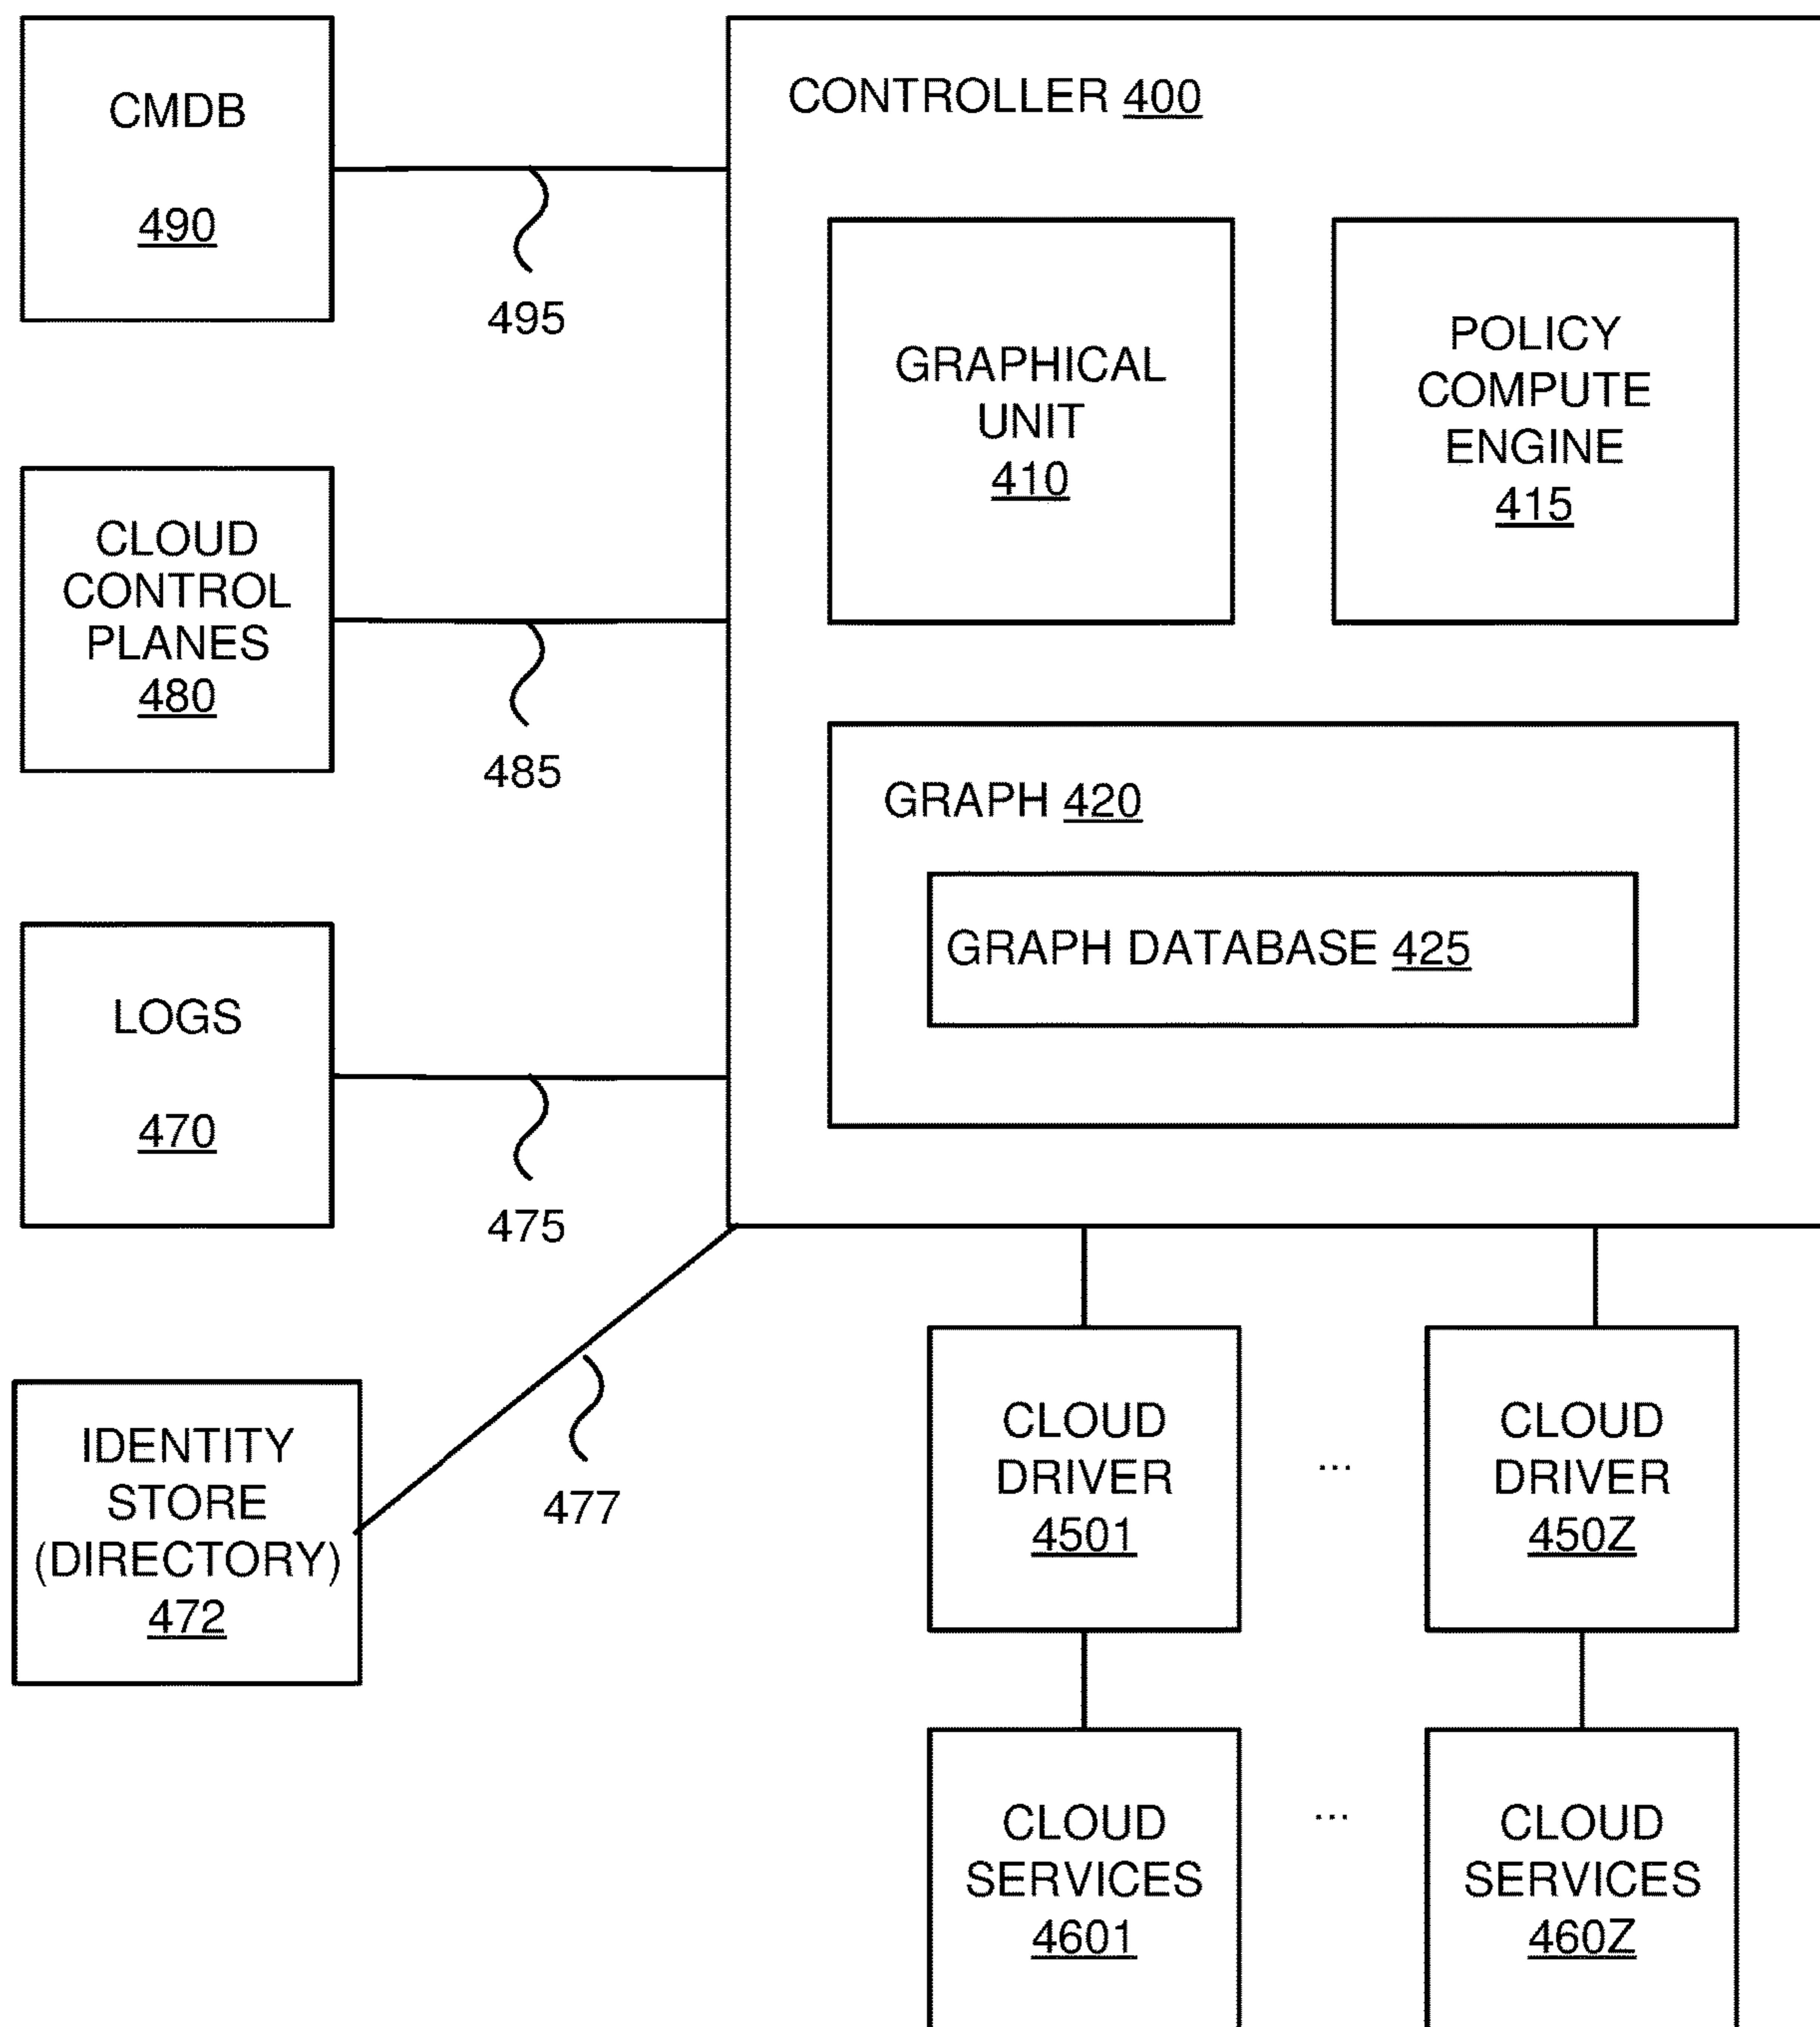 CMDB
490
495
CLOUD
CONTROL
PLANES
480
485
LOGS
470
475
IDENTITY
STORE
(DIRECTORY)
472
477
CONTROLLER 400
GRAPHICAL
UNIT
410
POLICY
COMPUTE
ENGINE
415
GRAPH 420
GRAPH DATABASE 425
CLOUD
DRIVER
4501
...
CLOUD
DRIVER
450Z
CLOUD
SERVICES
4601
...
CLOUD
SERVICES
460Z